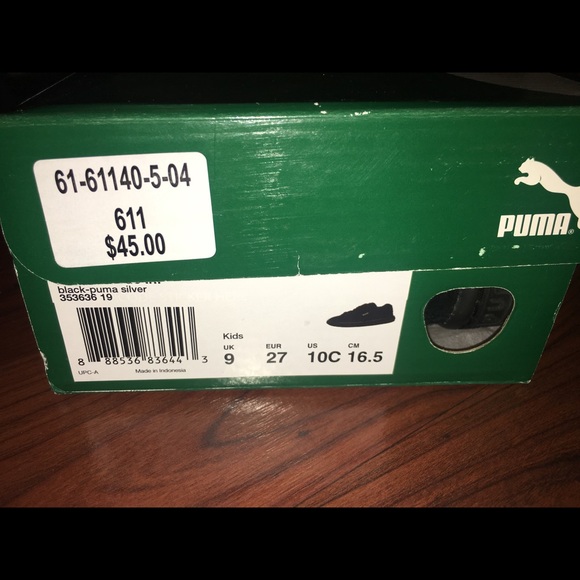 61-61140-5-04
611
$45.00
PUMA®
black-puma silver
353636 19
8 88536 83644 3
UPC-A
Made in Indonesia
Kids
UK EUR US CM
9 27 10C 16.5